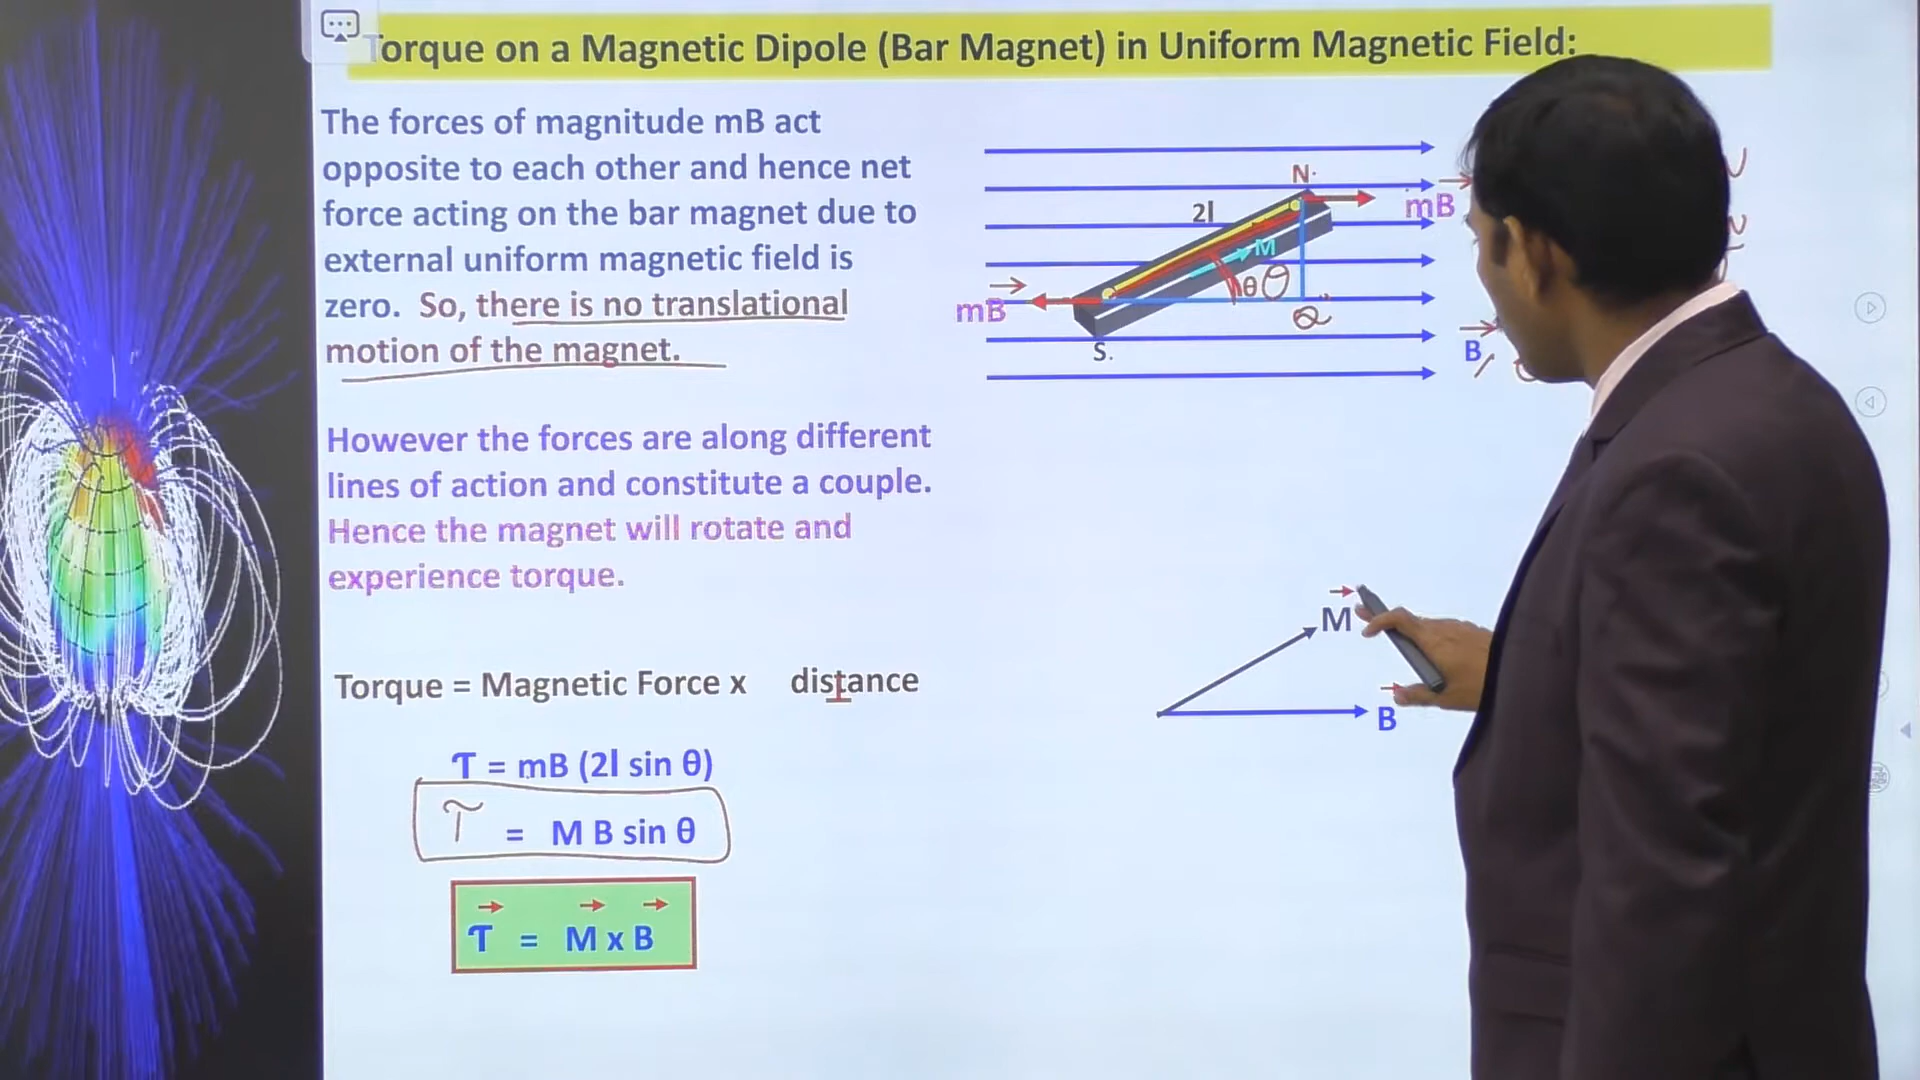 Torque on a Magnetic Dipole (Bar Magnet) in Uniform Magnetic Field:
The forces of magnitude mB act
opposite to each other and hence net
force acting on the bar magnet due to
external uniform magnetic field is
zero. So, there is no translational
motion of the magnet.
However the forces are along different
lines of action and constitute a couple.
Hence the magnet will rotate and
experience torque.
Torque = Magnetic Force x distance
T = mB (2l sin θ)
T = M B sin θ
T = M x B
N
2l
mB
M
θ θ
mB
S
B
M
B